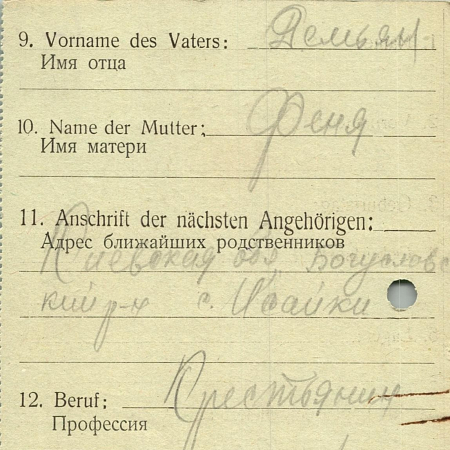 9. Vorname des Vaters: Демьян
Имя отца
10. Name der Mutter: Феня
Имя матери
11. Anschrift der nächsten Angehörigen:
Адрес ближайших родственников
Киевская обл Богуславс
кий р-н с. Исайки
12. Beruf: Крестьянин
Профессия